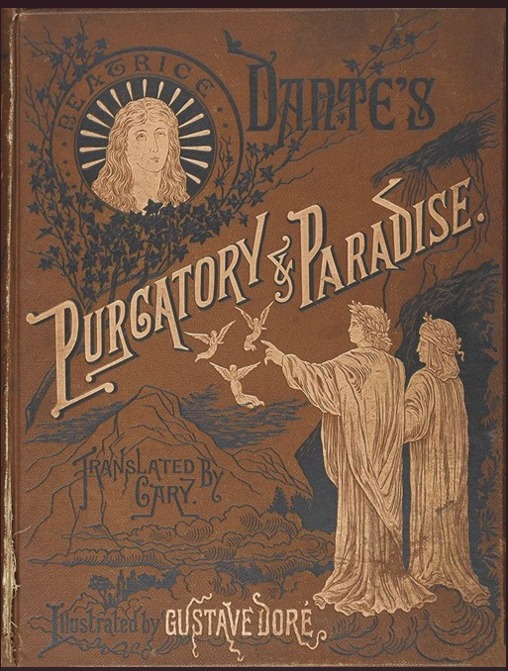 BEATRICE
DANTE'S
PURGATORY & PARADISE.
TRANSLATED BY
CARY.
Illustrated by GUSTAVE DORÉ